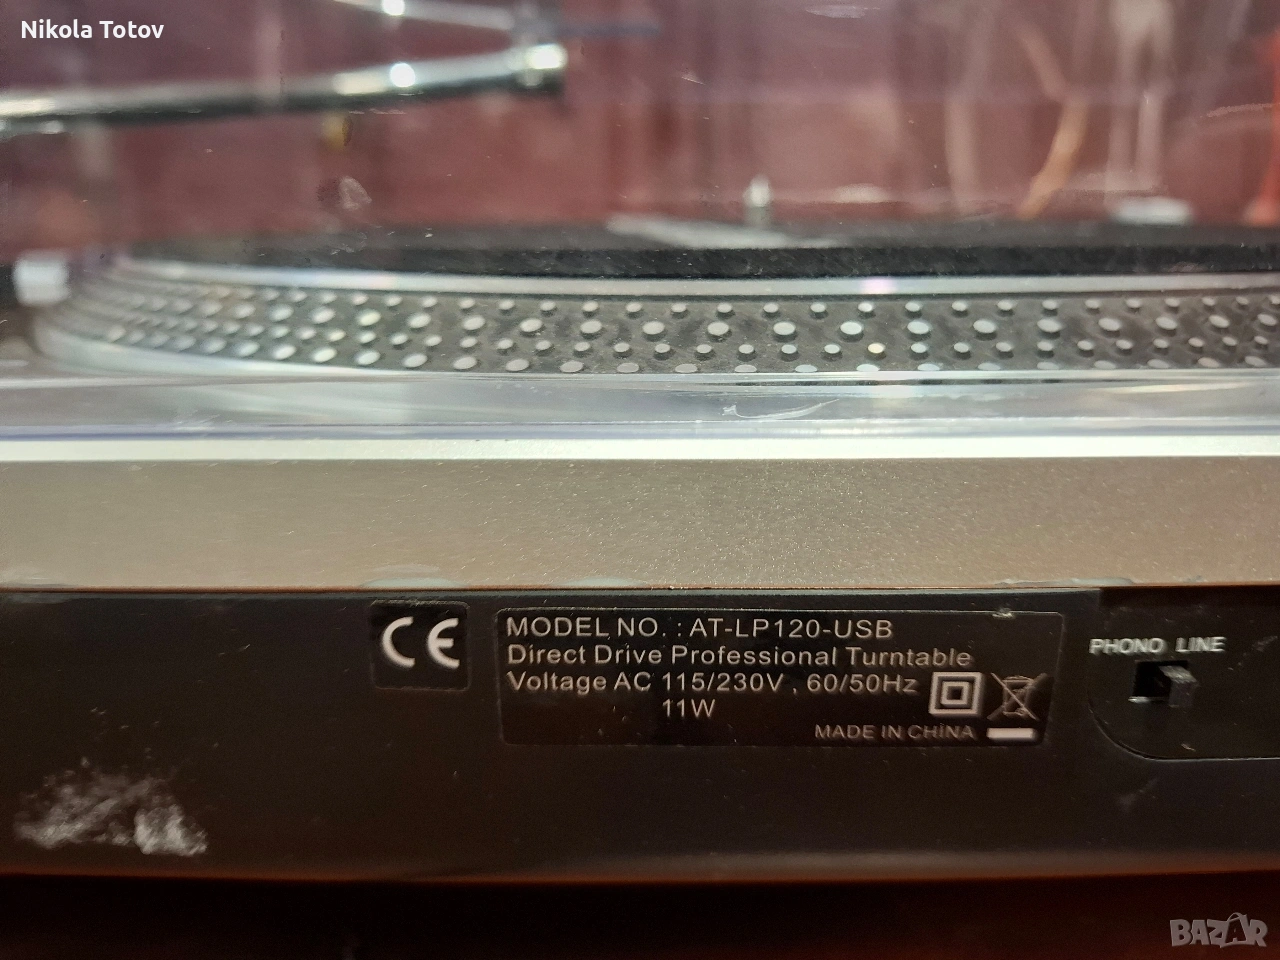 Nikola Totov
CE
MODEL NO. : AT-LP120-USB
Direct Drive Professional Turntable
Voltage AC 115/230V , 60/50Hz
11W
MADE IN CHINA
PHONO LINE
BAZAR